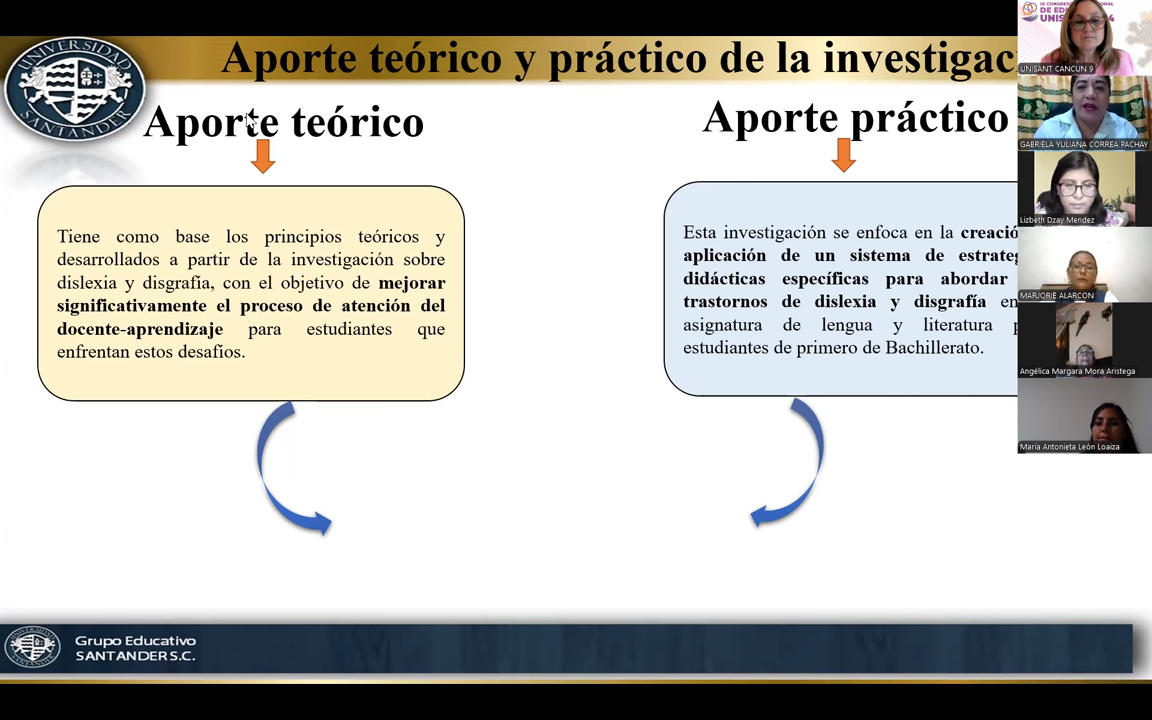 Aporte teórico y práctico de la
Aporte teórico
Tiene como base los principios teóricos y
desarrollados a partir de la investigación sobre
dislexia y disgrafía, con el objetivo de mejorar
significativamente el proceso de atención del
docente-aprendizaje para estudiantes que
enfrentan estos desafíos.
Aporte práctico
Esta investigación se enfoca en la
aplicación de un sistema de
didácticas específicas para abordar
trastornos de dislexia y disgrafía
asignatura de lengua y literatura
estudiantes de primero de Bachillerato.
UNIVERSIDAD
SANTANDER
Grupo Educativo
SANTANDER S.C.
UNISANT CANCUN 9
GABRIELA YULIANA CORREA PACHAY
Lizbeth Dzay Mendez
MARJORIE ALARCON
Angélica Margara Mora Aristega
María Antonieta León Loaiza